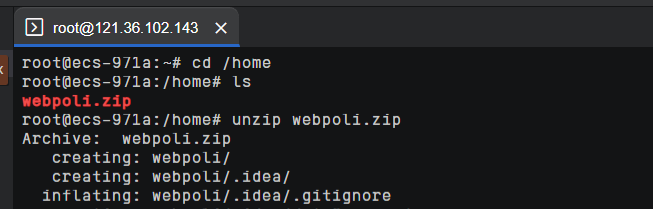 root@121.36.102.143
root@ecs-971a:~# cd /home
root@ecs-971a:/home# ls
webpoli.zip
root@ecs-971a:/home# unzip webpoli.zip
Archive:  webpoli.zip
   creating: webpoli/
   creating: webpoli/.idea/
  inflating: webpoli/.idea/.gitignore